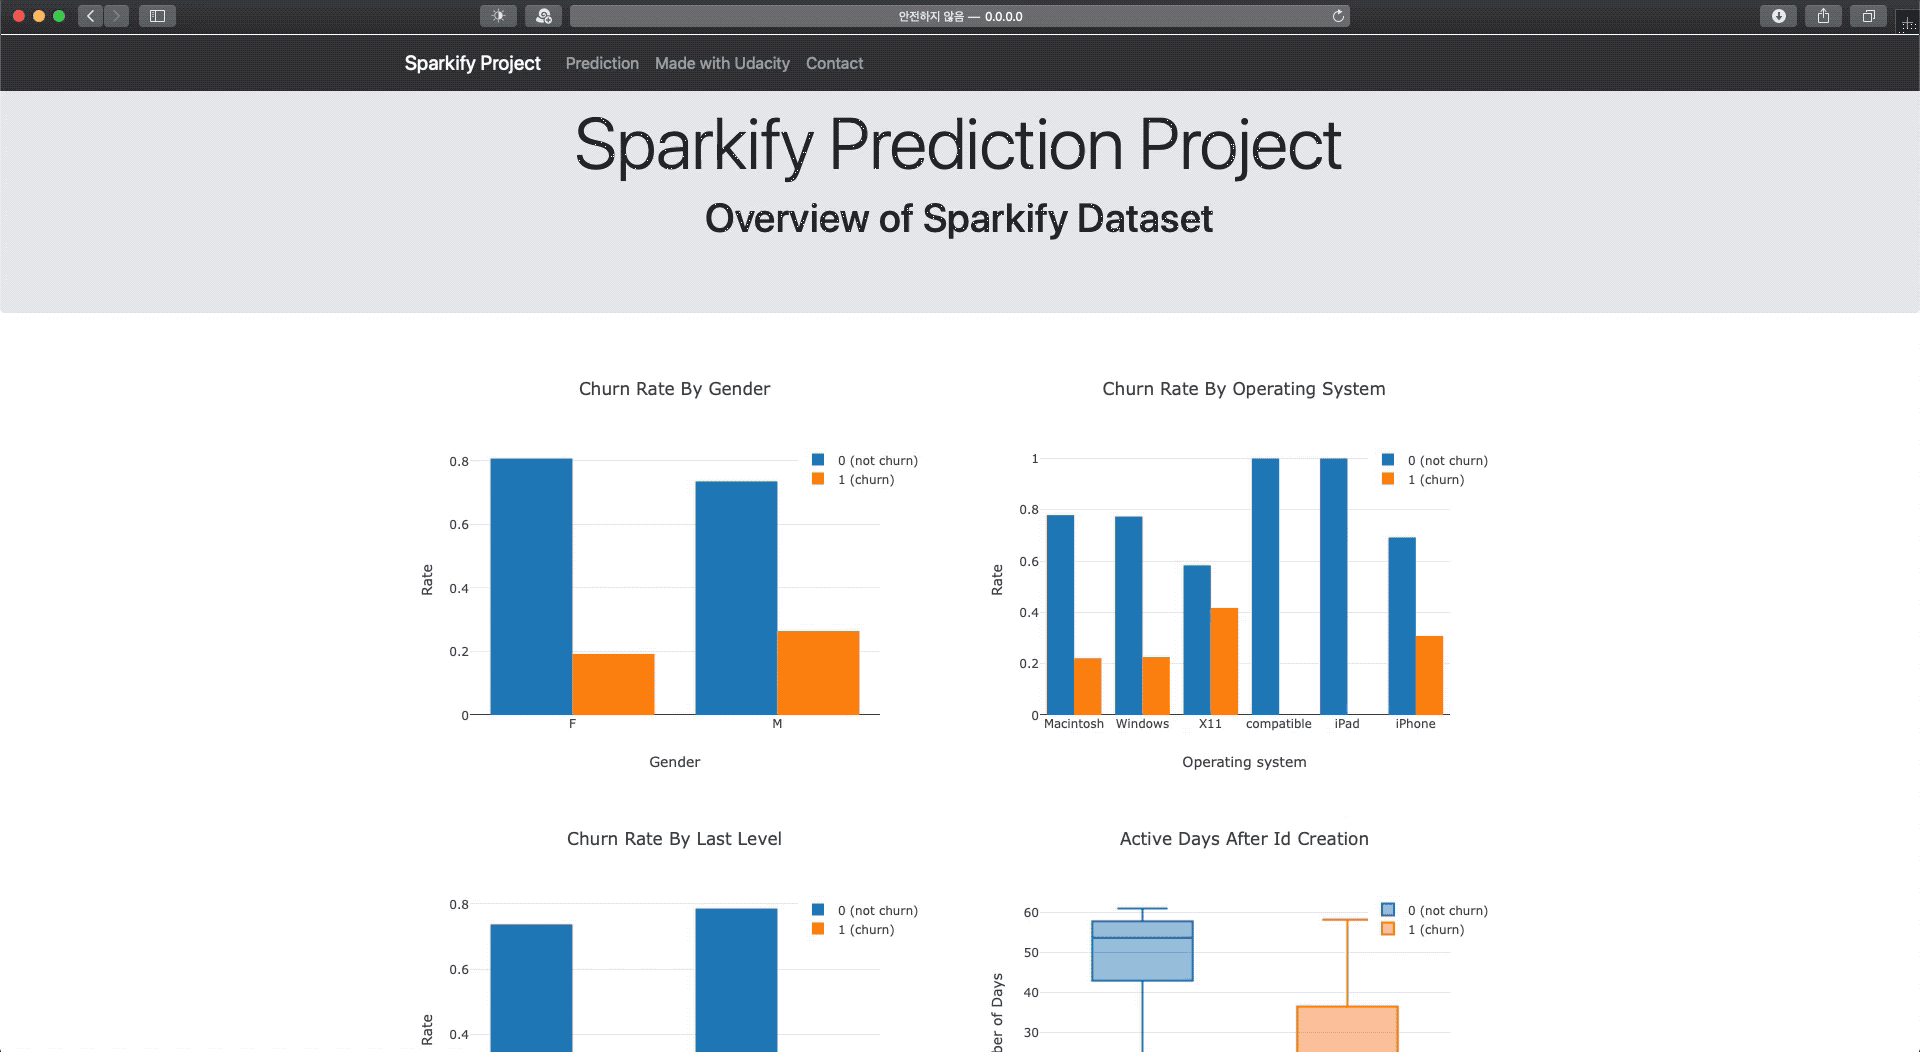 안전하지 않음 — 0.0.0.0
Sparkify Project Prediction Made with Udacity Contact
Sparkify Prediction Project
Overview of Sparkify Dataset
Churn Rate By Gender
0.8
0.6
0.4
0.2
0
Rate
F M
Gender
0 (not churn)
1 (churn)
Churn Rate By Operating System
1
0.8
0.6
0.4
0.2
0
Rate
Macintosh Windows X11 compatible iPad iPhone
Operating system
0 (not churn)
1 (churn)
Churn Rate By Last Level
0.8
0.6
0.4
Rate
0 (not churn)
1 (churn)
Active Days After Id Creation
60
50
40
30
ber of Days
0 (not churn)
1 (churn)